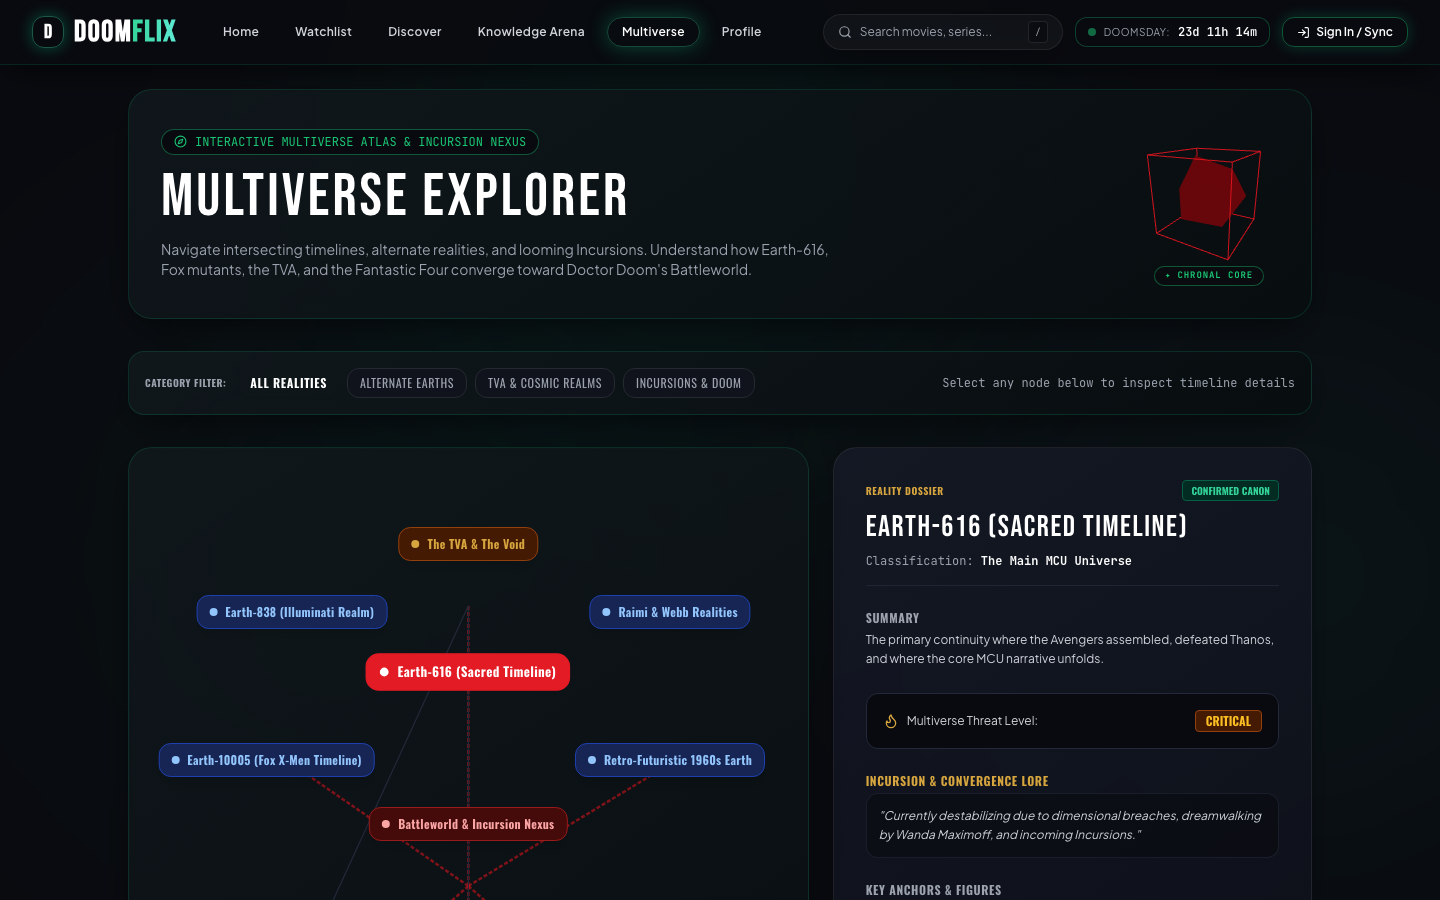 D DOOMFLIX
Home
Watchlist
Discover
Knowledge Arena
Multiverse
Profile
Search movies, series...
/
DOOMSDAY: 23d 11h 14m
Sign In / Sync
INTERACTIVE MULTIVERSE ATLAS & INCURSION NEXUS
MULTIVERSE EXPLORER
Navigate intersecting timelines, alternate realities, and looming Incursions. Understand how Earth-616,
Fox mutants, the TVA, and the Fantastic Four converge toward Doctor Doom's Battleworld.
✦ CHRONAL CORE
CATEGORY FILTER:
ALL REALITIES
ALTERNATE EARTHS
TVA & COSMIC REALMS
INCURSIONS & DOOM
Select any node below to inspect timeline details
The TVA & The Void
Earth-838 (Illuminati Realm)
Raimi & Webb Realities
Earth-616 (Sacred Timeline)
Earth-10005 (Fox X-Men Timeline)
Retro-Futuristic 1960s Earth
Battleworld & Incursion Nexus
REALITY DOSSIER
CONFIRMED CANON
EARTH-616 (SACRED TIMELINE)
Classification: The Main MCU Universe
SUMMARY
The primary continuity where the Avengers assembled, defeated Thanos,
and where the core MCU narrative unfolds.
Multiverse Threat Level:
CRITICAL
INCURSION & CONVERGENCE LORE
"Currently destabilizing due to dimensional breaches, dreamwalking
by Wanda Maximoff, and incoming Incursions."
KEY ANCHORS & FIGURES